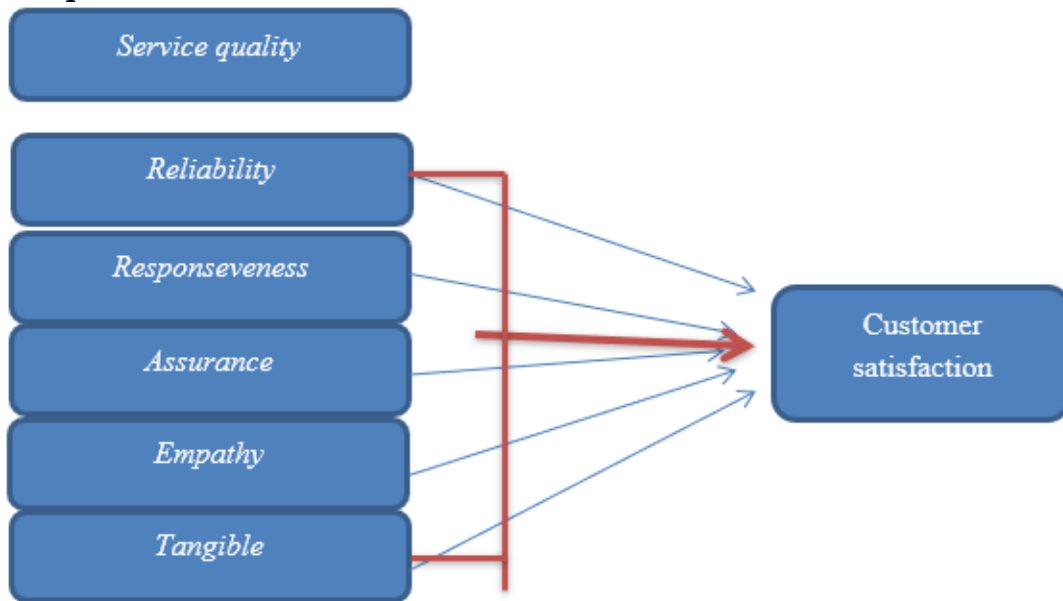 Service quality
Reliability
Responseveness
Assurance
Empathy
Tangible
Customer
satisfaction